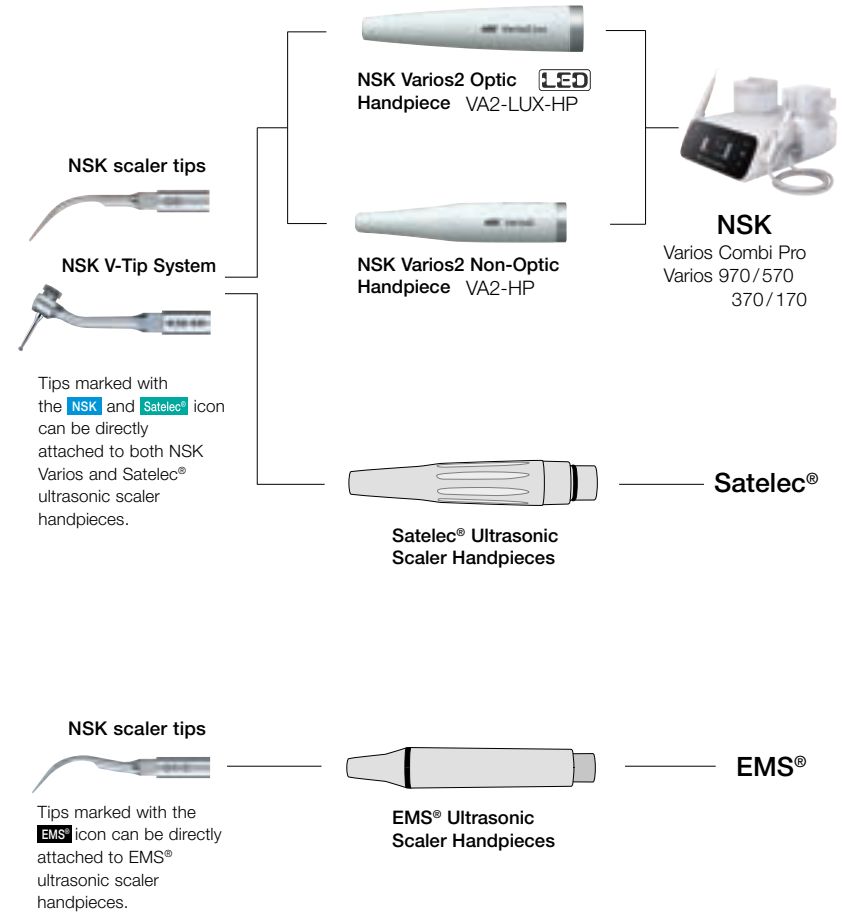 NSK Varios2 Optic LED
Handpiece VA2-LUX-HP
NSK scaler tips
NSK V-Tip System
NSK Varios2 Non-Optic
Handpiece VA2-HP
NSK
Varios Combi Pro
Varios 970/570
370/170
Tips marked with
the NSK and Satelec® icon
can be directly
attached to both NSK
Varios and Satelec®
ultrasonic scaler
handpieces.
Satelec®
Satelec® Ultrasonic
Scaler Handpieces
NSK scaler tips
EMS®
Tips marked with the
EMS® icon can be directly
attached to EMS®
ultrasonic scaler
handpieces.
EMS® Ultrasonic
Scaler Handpieces